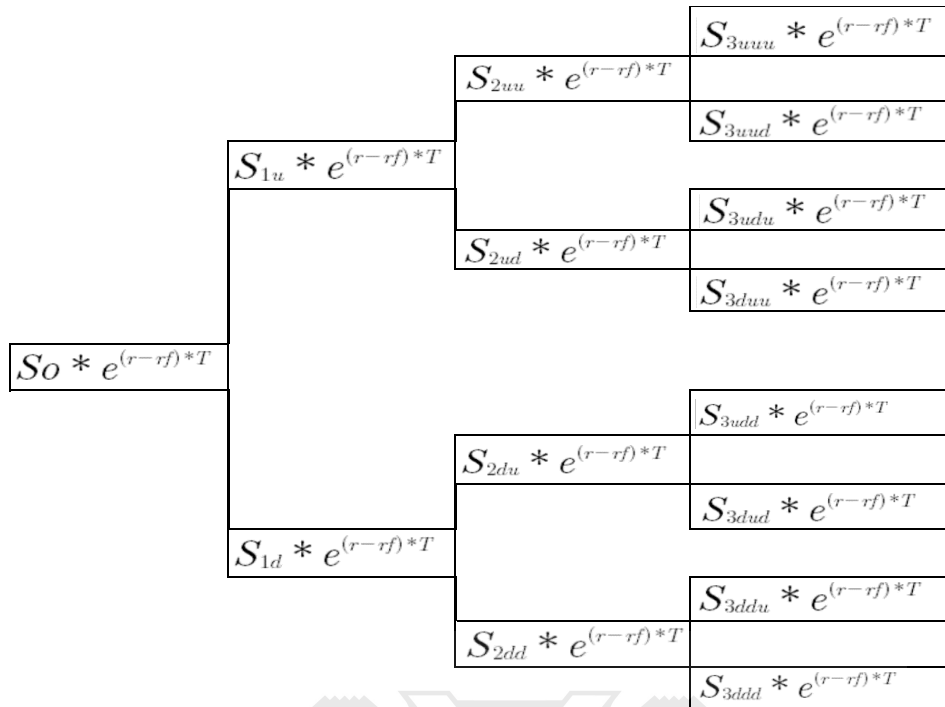 S_{3uuu} * e^{(r-rf)*T}
S_{2uu} * e^{(r-rf)*T}
S_{3uud} * e^{(r-rf)*T}
S_{1u} * e^{(r-rf)*T}
S_{3udu} * e^{(r-rf)*T}
S_{2ud} * e^{(r-rf)*T}
S_{3duu} * e^{(r-rf)*T}
So * e^{(r-rf)*T}
S_{3udd} * e^{(r-rf)*T}
S_{2du} * e^{(r-rf)*T}
S_{3dud} * e^{(r-rf)*T}
S_{1d} * e^{(r-rf)*T}
S_{3ddu} * e^{(r-rf)*T}
S_{2dd} * e^{(r-rf)*T}
S_{3ddd} * e^{(r-rf)*T}